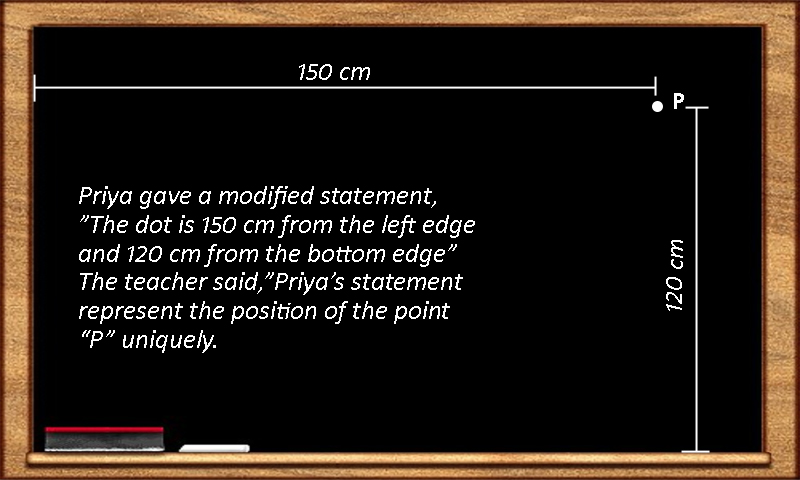 150 cm
P
Priya gave a modified statement,
”The dot is 150 cm from the left edge
and 120 cm from the bottom edge”
The teacher said,”Priya’s statement
represent the position of the point
“P” uniquely.
120 cm